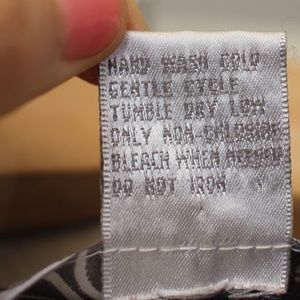 HAND WASH COLD
GENTLE CYCLE
TUMBLE DRY LOW
ONLY NON-CHLORINE
BLEACH WHEN NEEDED
DO NOT IRON